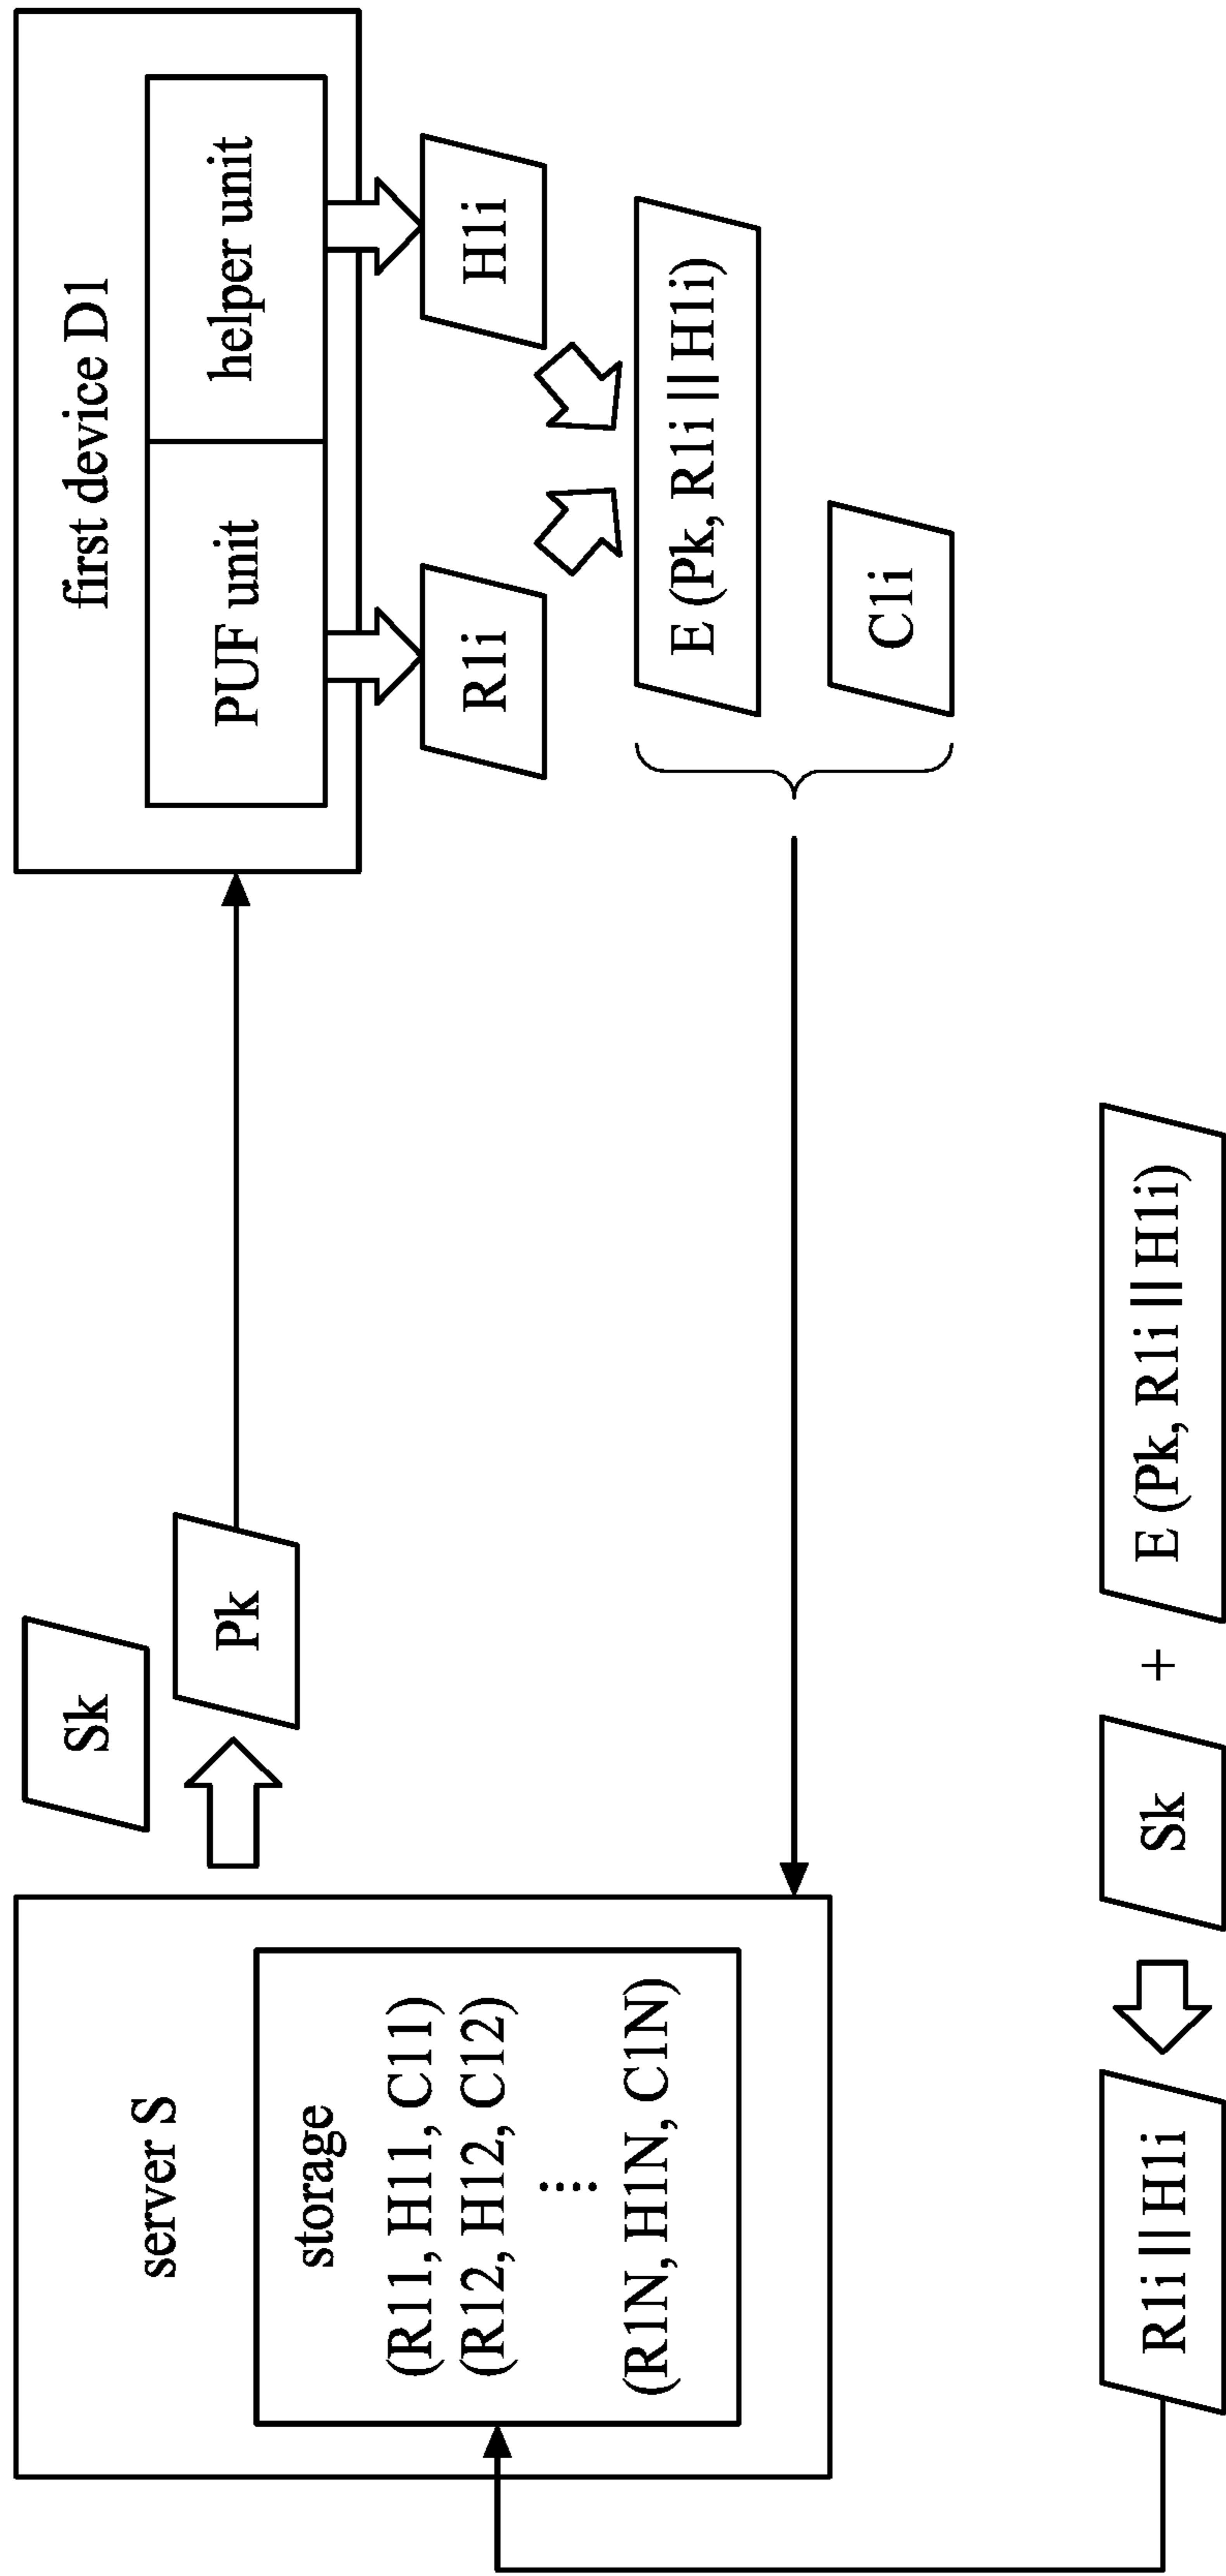 server S
storage
(R11, H11, C11)
(R12, H12, C12)
....
(R1N, H1N, C1N)
Sk
Pk
first device D1
PUF unit
helper unit
R1i
H1i
E (Pk, R1i || H1i)
C1i
R1i || H1i
Sk
+
E (Pk, R1i || H1i)